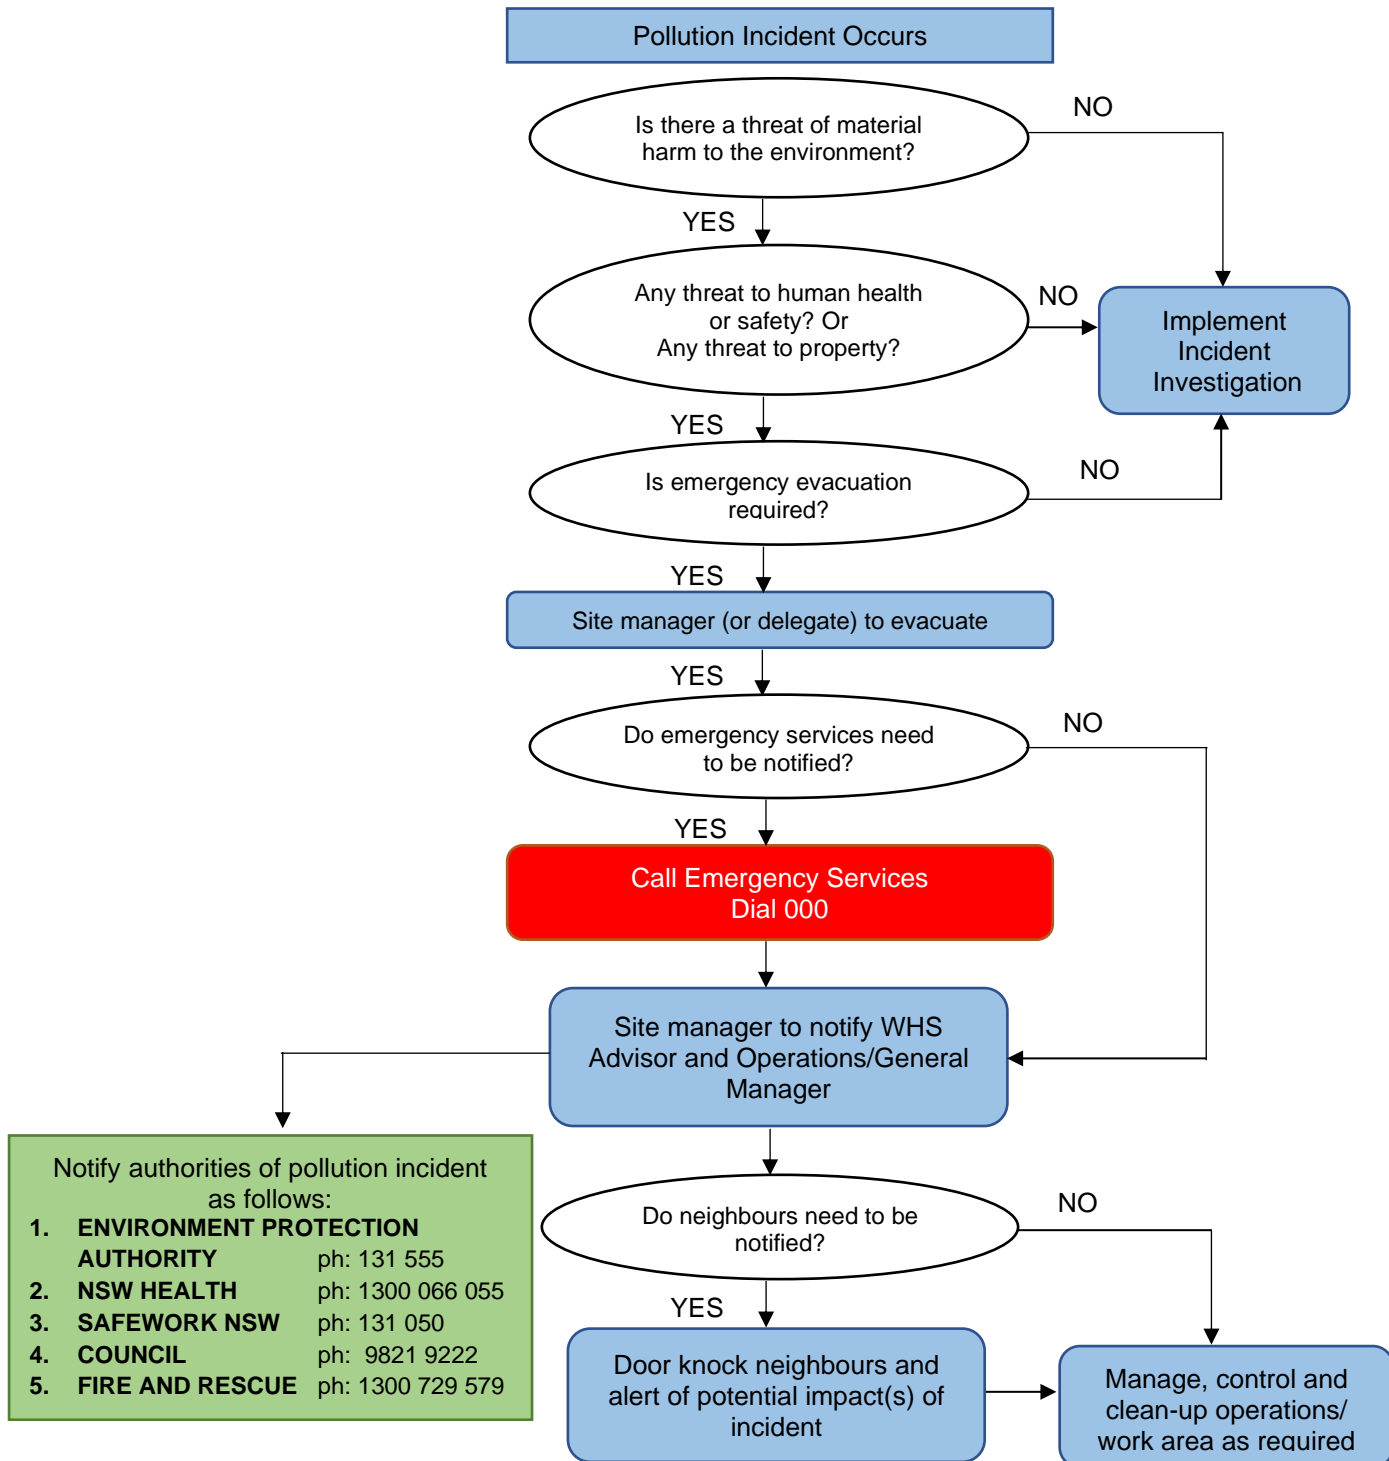 Pollution Incident Occurs
Is there a threat of material
harm to the environment?
NO
YES
Any threat to human health
or safety? Or
Any threat to property?
NO
Implement
Incident
Investigation
YES
Is emergency evacuation
required?
NO
YES
Site manager (or delegate) to evacuate
YES
Do emergency services need
to be notified?
NO
YES
Call Emergency Services
Dial 000
Site manager to notify WHS
Advisor and Operations/General
Manager
Notify authorities of pollution incident
as follows:
1. ENVIRONMENT PROTECTION
AUTHORITY ph: 131 555
2. NSW HEALTH ph: 1300 066 055
3. SAFEWORK NSW ph: 131 050
4. COUNCIL ph: 9821 9222
5. FIRE AND RESCUE ph: 1300 729 579
Do neighbours need to be
notified?
NO
YES
Door knock neighbours and
alert of potential impact(s) of
incident
Manage, control and
clean-up operations/
work area as required